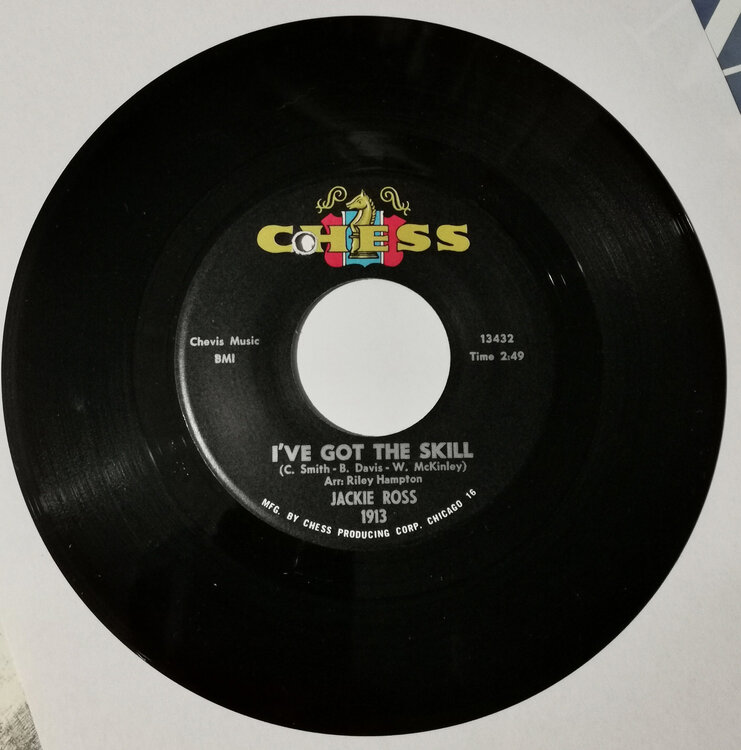 CHESS
Chevis Music
BMI
13432
Time 2:49
I'VE GOT THE SKILL
(C. Smith - B. Davis - W. McKinley)
Arr: Riley Hampton
JACKIE ROSS
1913
MFG. BY CHESS PRODUCING CORP. CHICAGO 16